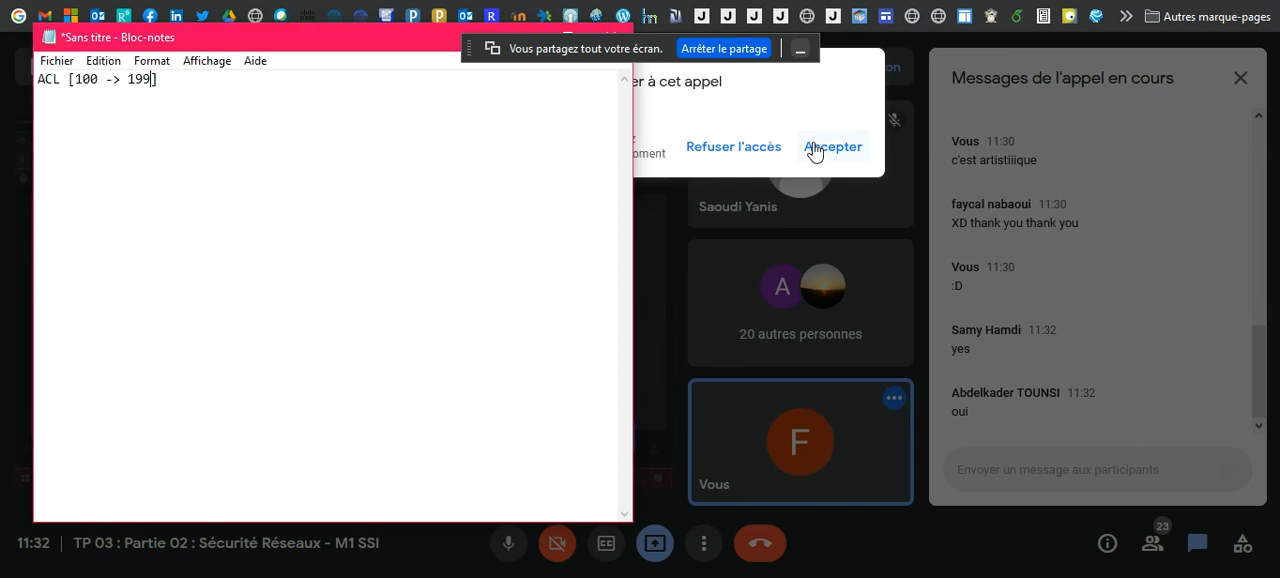 Autres marque-pages
*Sans titre - Bloc-notes
Vous partagez tout votre écran. Arrêter le partage
Fichier Edition Format Affichage Aide
ACL [100 -> 199]
er à cet appel
Refuser l'accès Accepter
Saoudi Yanis
A
20 autres personnes
F
Vous
Messages de l'appel en cours
Vous 11:30
c'est artistiiique
faycal nabaoui 11:30
XD thank you thank you
Vous 11:30
:D
Samy Hamdi 11:32
yes
Abdelkader TOUNSI 11:32
oui
Envoyer un message aux participants
11:32 TP 03 : Partie 02 : Sécurité Réseaux - M1 SSI
23